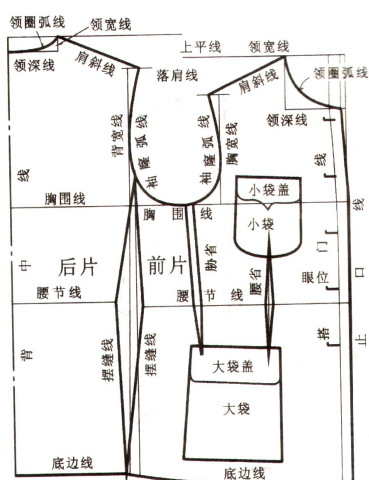 领圈弧线
领宽线
上平线
领宽线
肩斜线
落肩线
肩斜线
领圈弧线
领深线
领深线
背宽线
袖窿弧线
袖窿弧线
胸宽线
小袋盖
小袋
胸围线
胸围线
背中线
后片
前片
胁省
腰省
门
眼位
搭
线
止口线
腰节线
腰节线
摆缝线
摆缝线
大袋盖
大袋
底边线
底边线